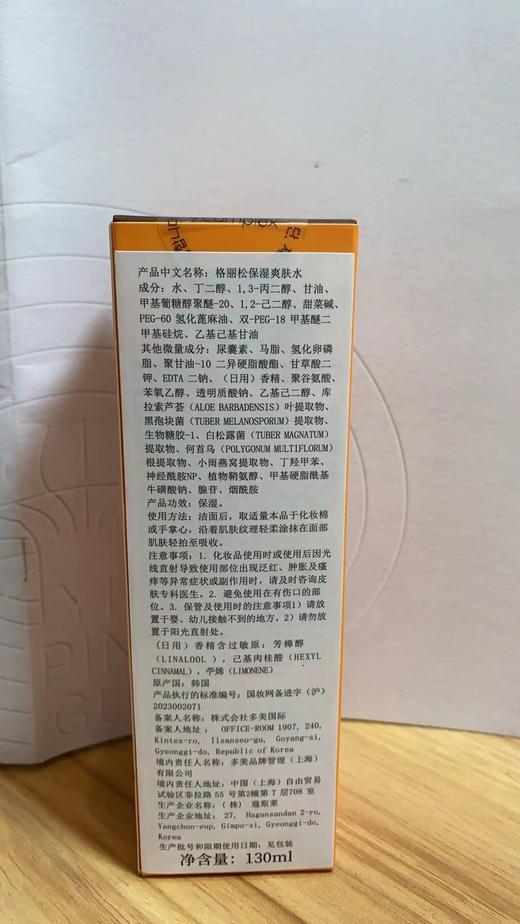 complex
产品中文名称：格丽松保湿爽肤水
成分：水、丁二醇、1,3-丙二醇、甘油、
甲基葡糖醇聚醚-20、1,2-己二醇、甜菜碱、
PEG-60 氢化蓖麻油、双-PEG-18 甲基醚二
甲基硅烷、乙基己基甘油
其他微量成分：尿囊素、马脂、氢化卵磷
脂、聚甘油-10 二异硬脂酸酯、甘草酸二
钾、EDTA 二钠、（日用）香精、聚谷氨酸、
苯氧乙醇、透明质酸钠、乙基己二醇、库
拉索芦荟（ALOE BARBADENSIS）叶提取物、
黑孢块菌（TUBER MELANOSPORUM）提取物、
生物糖胶-1、白松露菌（TUBER MAGNATUM）
提取物、何首乌（POLYGONUM MULTIFLORUM）
根提取物、小雨燕窝提取物、丁羟甲苯、
神经酰胺NP、植物鞘氨醇、甲基硬脂酰基
牛磺酸钠、腺苷、烟酰胺
产品功效：保湿。
使用方法：洁面后，取适量本品于化妆棉
或手掌心，沿着肌肤纹理轻柔涂抹在面部
肌肤轻拍至吸收。
注意事项：1. 化妆品使用时或使用后因光
线直射导致使用部位出现泛红、肿胀及瘙
痒等异常症状或副作用时，请及时咨询皮
肤专科医生。2. 避免使用在有伤口的部
位。3. 保管及使用时的注意事项1）请放
置于婴、幼儿接触不到的地方。2）请勿放
置于阳光直射处。
（日用）香精含过敏原：芳樟醇
（LINALOOL ），己基肉桂醛（HEXYL
CINNAMAL），苧烯（LIMONENE）
原产国：韩国
产品执行的标准编号：国妆网备进字（沪）
2023002071
备案人名称：株式会社多美国际
备案人地址： OFFICE-ROOM 1907, 240,
Kintex-ro, Ilsanseo-gu, Goyang-si,
Gyeonggi-do, Republic of Korea
境内责任人名称：多美品牌管理（上海）
有限公司
境内责任人地址：中国（上海）自由贸易
试验区菲拉路 55 号第2幢第 7 层708 室
生产企业名称：（株） 蔻斯莱
生产企业地址：27, Hagunsandan 2-ro,
Yangchon-eup, Gimpo-si, Gyeonggi-do,
Korea
生产批号和限期使用日期：见包装
净含量：130ml